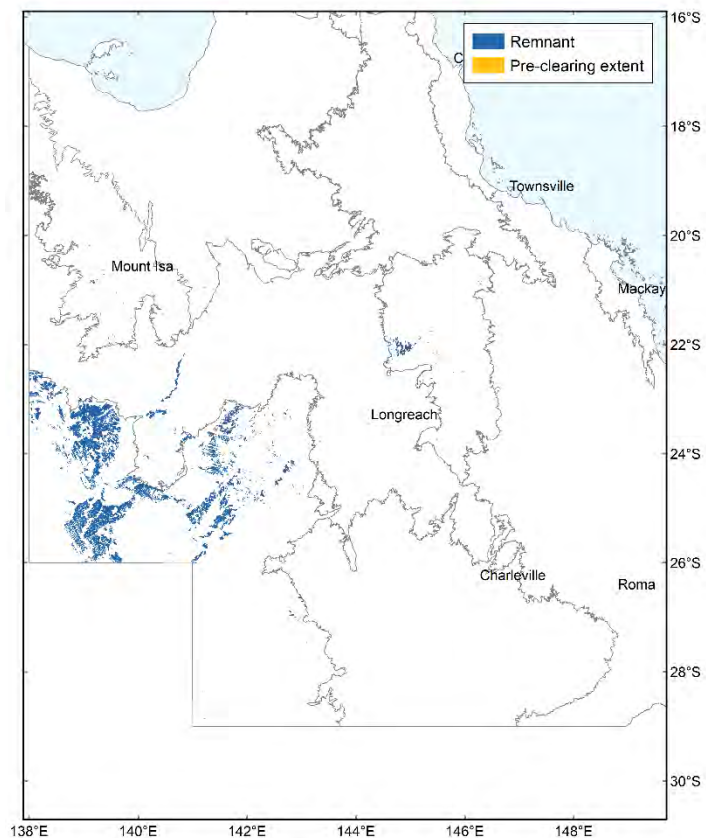 16°S
Remnant
C
Pre-clearing extent
18°S
Townsville
20°S
Mount Isa
Mackay
22°S
Longreach
24°S
26°S
Charleville
Roma
28°S
30°S
138°E 140°E 142°E 144°E 146°E 148°E